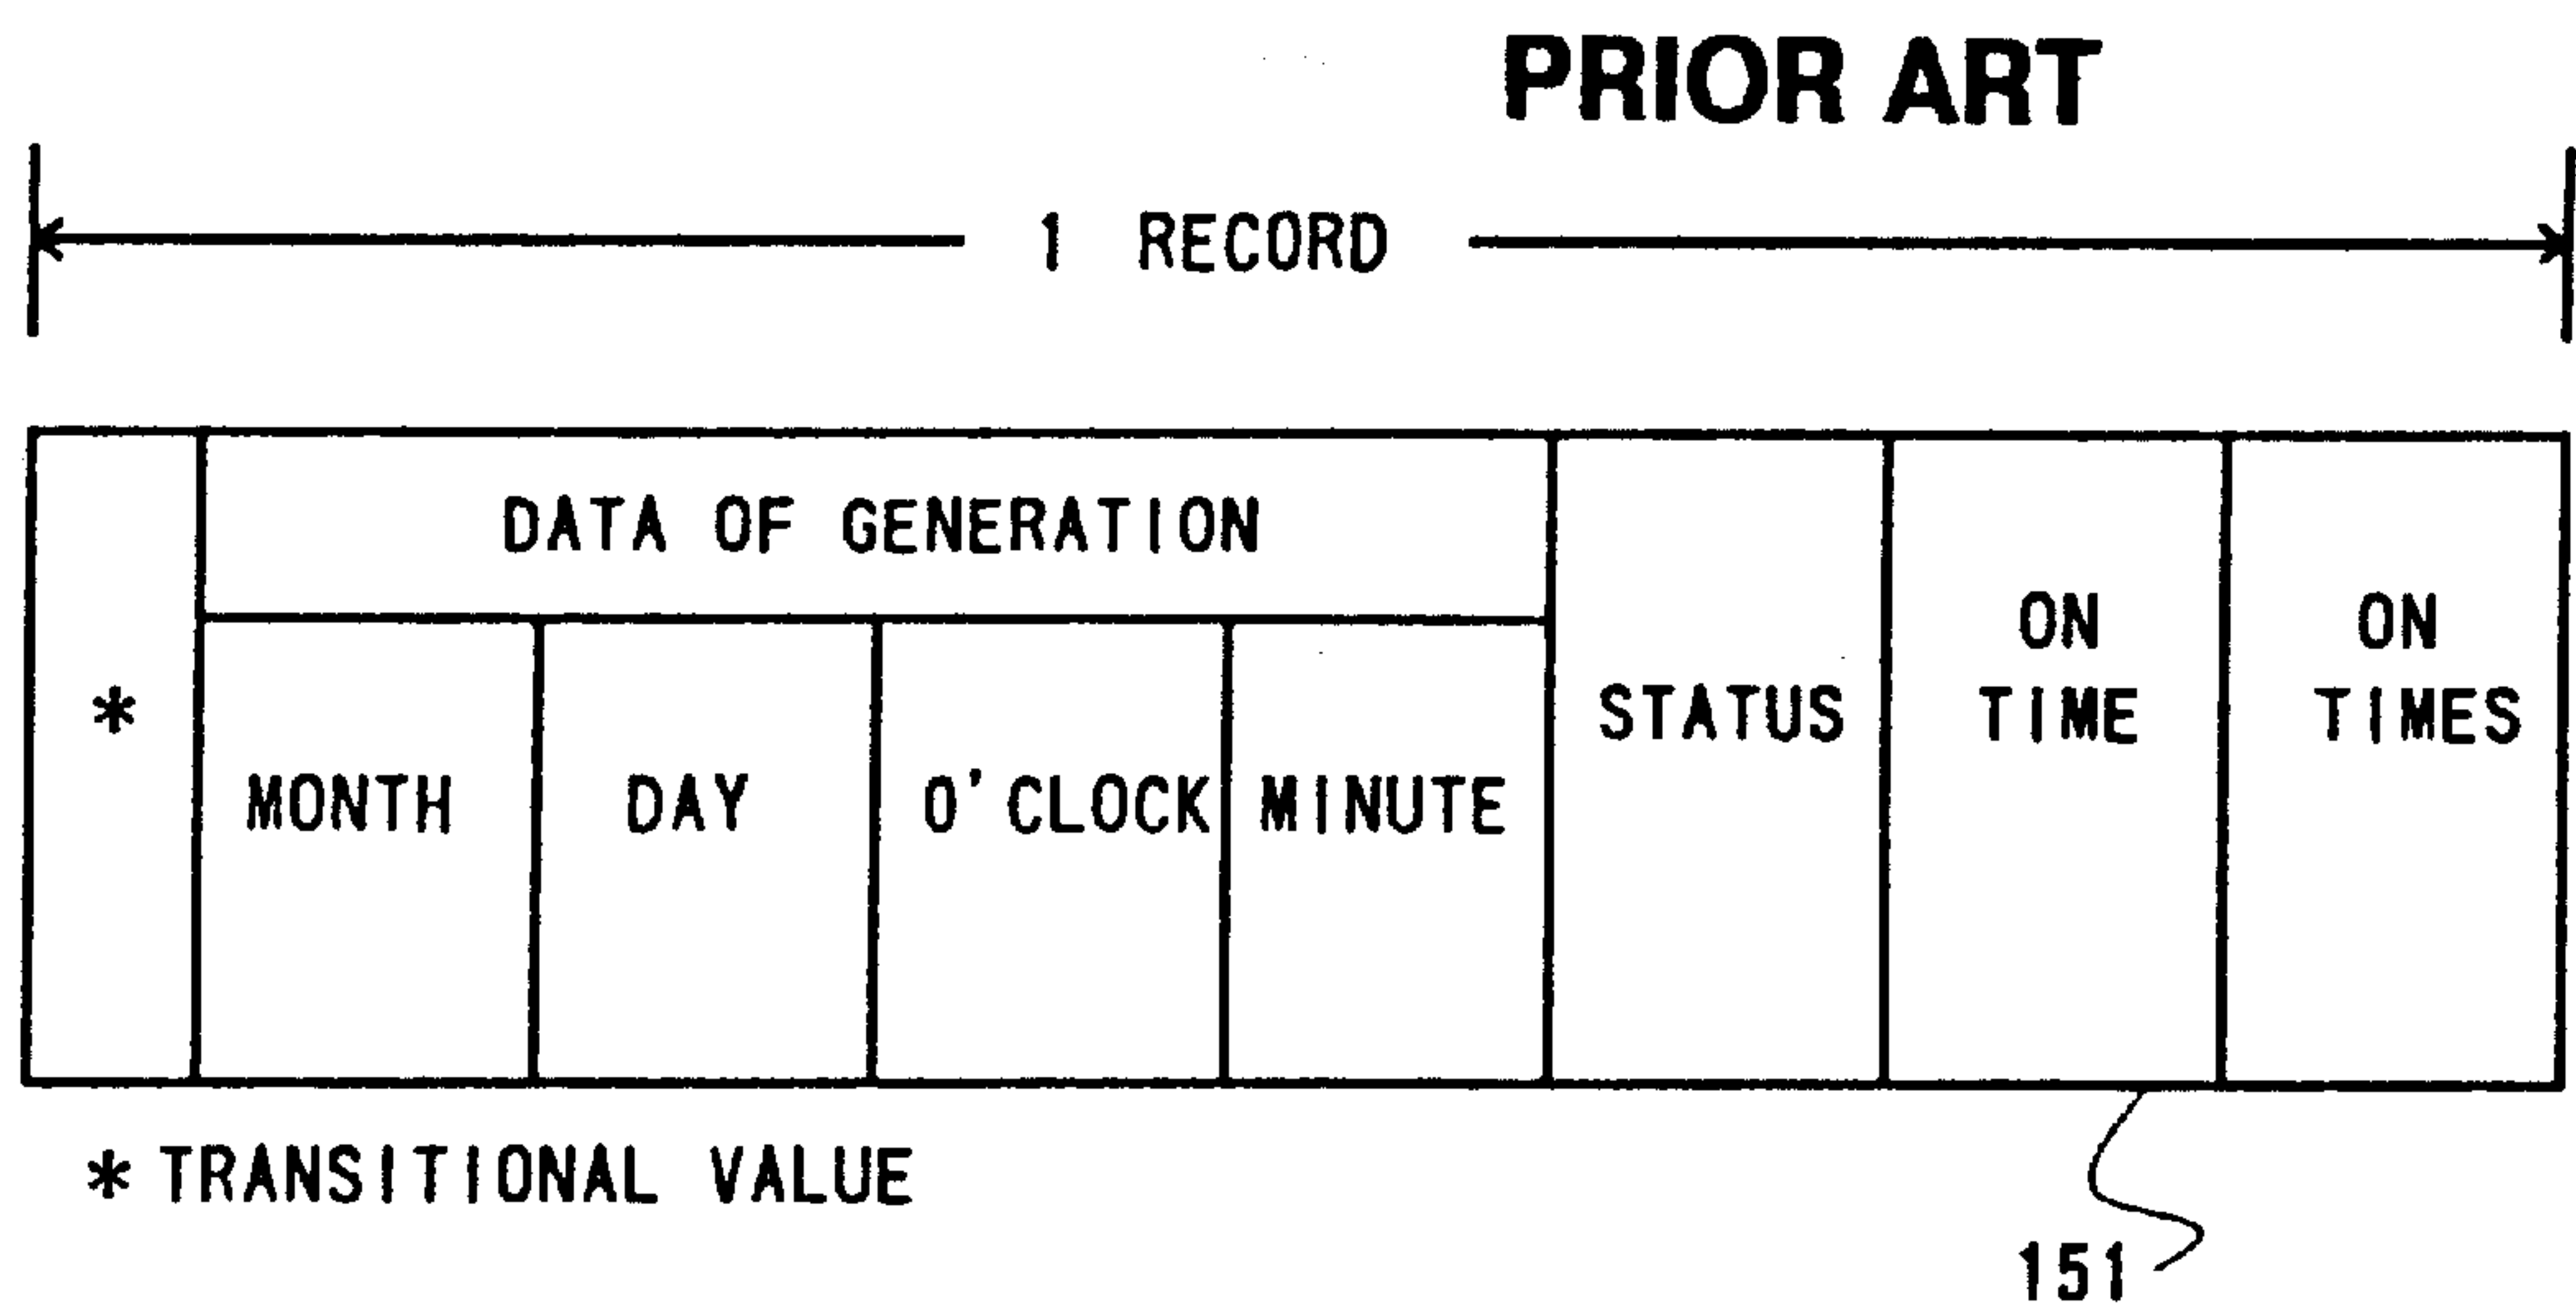 PRIOR ART
1 RECORD
DATA OF GENERATION
*
MONTH
DAY
O'CLOCK
MINUTE
STATUS
ON
TIME
ON
TIMES
* TRANSITIONAL VALUE
151